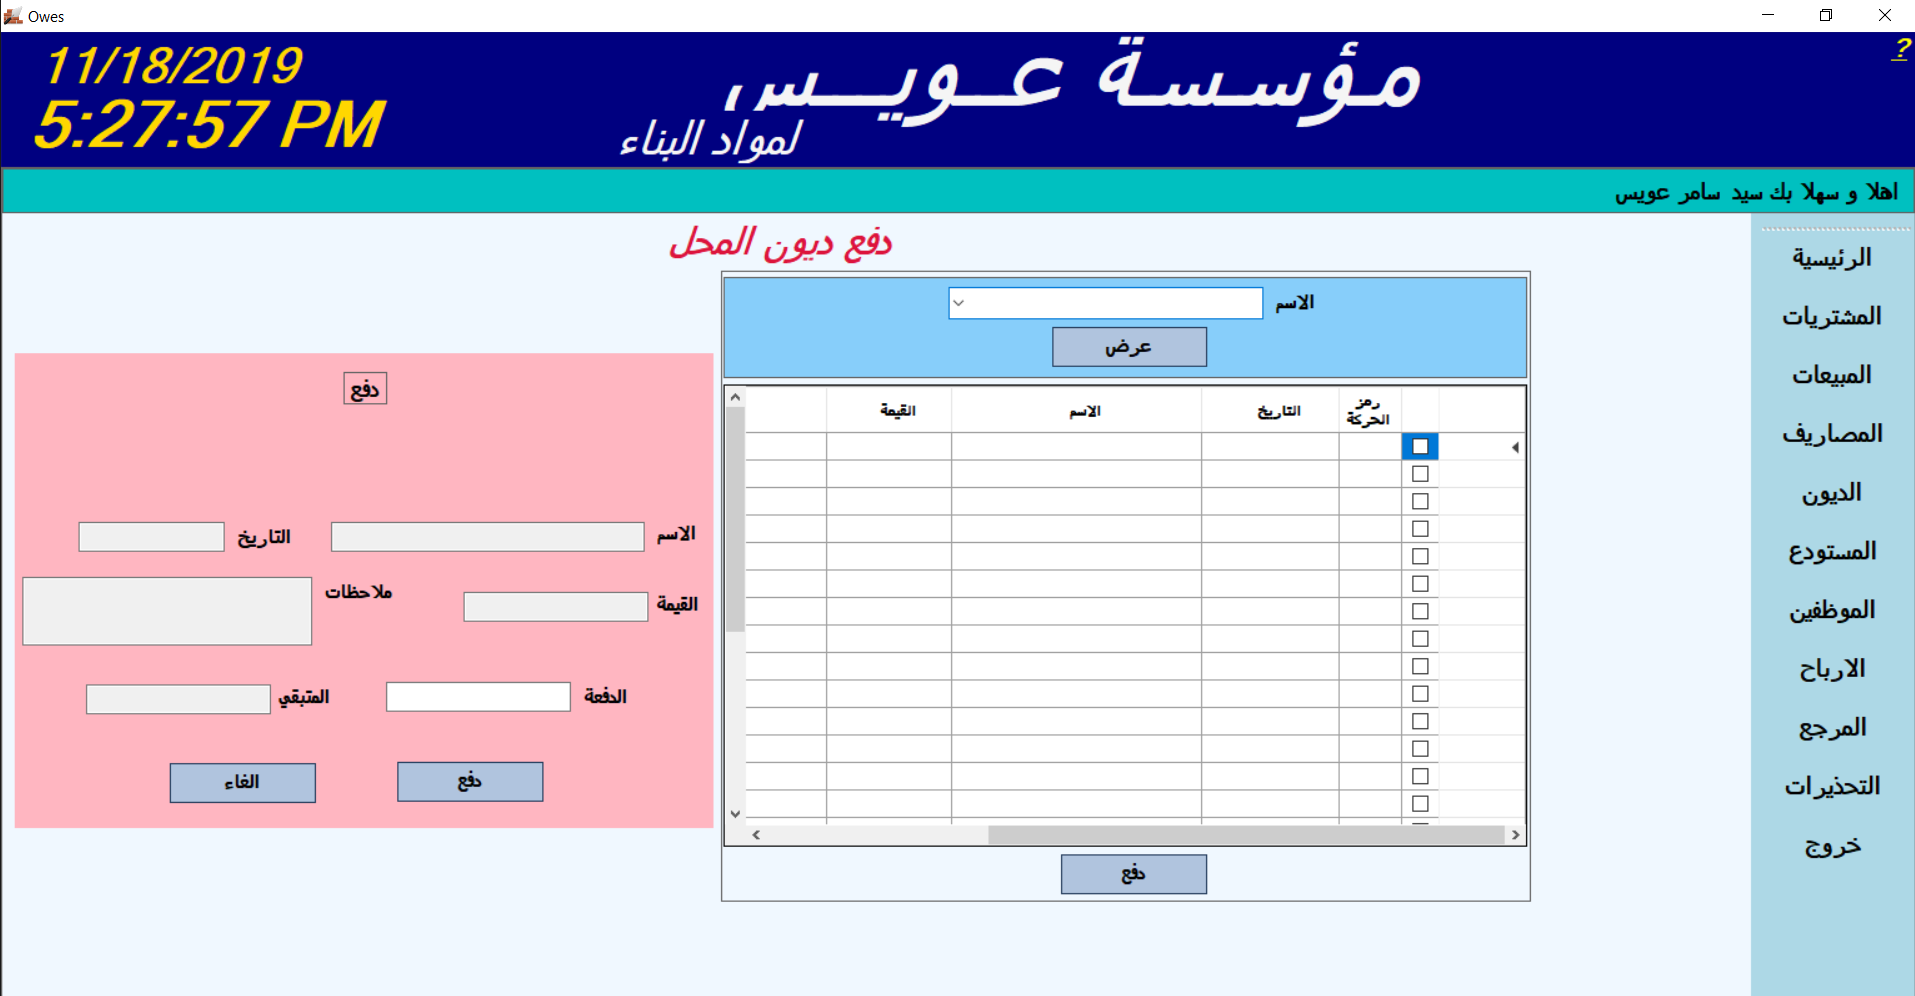 Owes
11/18/2019
5:27:57 PM
مؤسسة عويس
لمواد البناء
?
اهلا و سهلا بك سيد سامر عويس
الرئيسية
المشتريات
المبيعات
المصاريف
الديون
المستودع
الموظفين
الارباح
المرجع
التحذيرات
خروج
دفع ديون المحل
الاسم
عرض
رمز الحركة
التاريخ
الاسم
القيمة
دفع
دفع
الاسم
التاريخ
القيمة
ملاحظات
الدفعة
المتبقي
دفع
الغاء